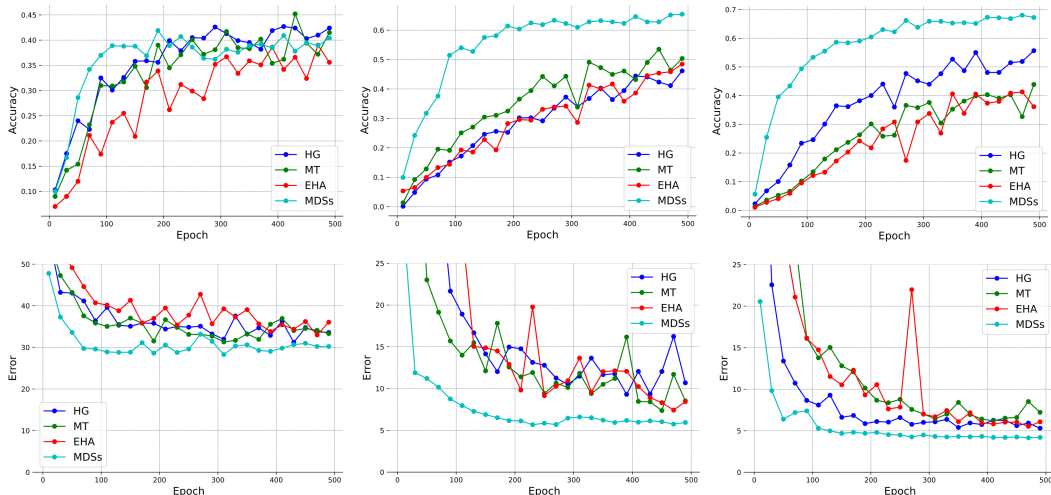 0.45
0.40
0.35
0.30
0.25
0.20
0.15
0.10
Accuracy
0 100 200 300 400 500
Epoch
HG
MT
EHA
MDSs
0.6
0.5
0.4
0.3
0.2
0.1
0.0
Accuracy
0 100 200 300 400 500
Epoch
HG
MT
EHA
MDSs
0.7
0.6
0.5
0.4
0.3
0.2
0.1
0.0
Accuracy
0 100 200 300 400 500
Epoch
HG
MT
EHA
MDSs
50
40
30
20
10
0
Error
0 100 200 300 400 500
Epoch
HG
MT
EHA
MDSs
25
20
15
10
5
0
Error
0 100 200 300 400 500
Epoch
HG
MT
EHA
MDSs
25
20
15
10
5
0
Error
0 100 200 300 400 500
Epoch
HG
MT
EHA
MDSs